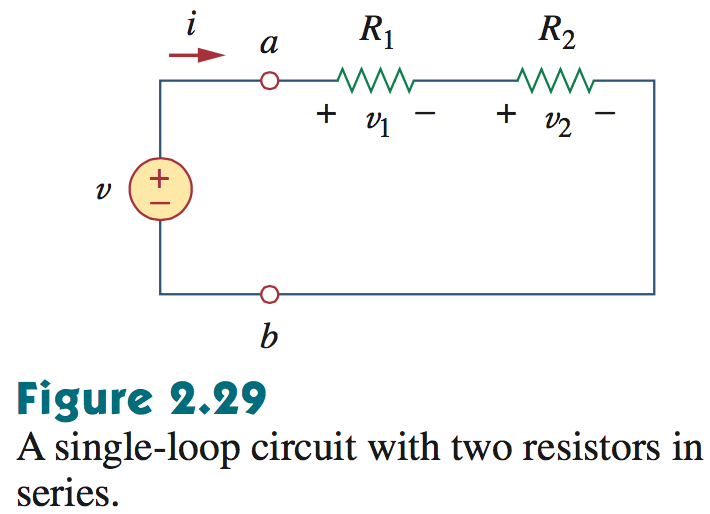 i
a
R₁
R₂
+ v₁ −
+ v₂ −
v
+
−
b
Figure 2.29
A single-loop circuit with two resistors in
series.